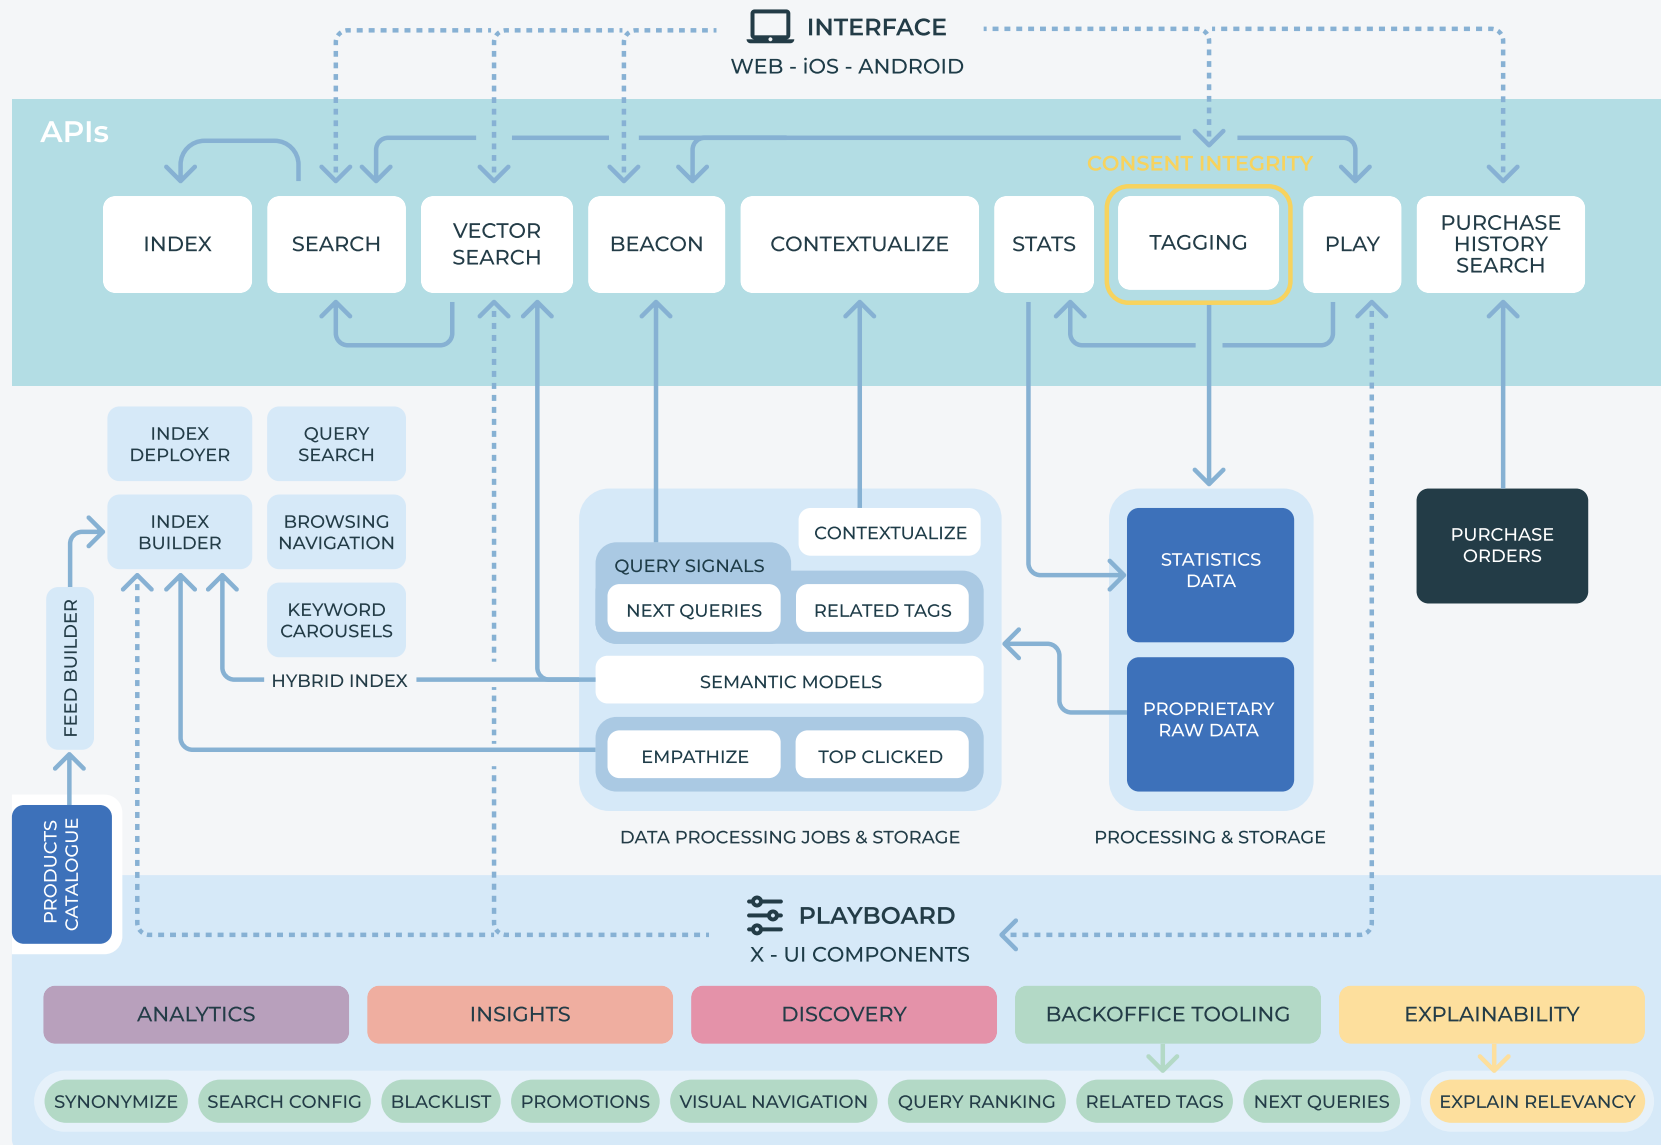 INTERFACE
WEB - iOS - ANDROID
APIs
CONSENT INTEGRITY
INDEX
SEARCH
VECTOR
SEARCH
BEACON
CONTEXTUALIZE
STATS
TAGGING
PLAY
PURCHASE
HISTORY
SEARCH
INDEX
DEPLOYER
QUERY
SEARCH
INDEX
BUILDER
BROWSING
NAVIGATION
KEYWORD
CAROUSELS
FEED BUILDER
HYBRID INDEX
PRODUCTS
CATALOGUE
CONTEXTUALIZE
QUERY SIGNALS
NEXT QUERIES
RELATED TAGS
SEMANTIC MODELS
EMPATHIZE
TOP CLICKED
DATA PROCESSING JOBS & STORAGE
STATISTICS
DATA
PROPRIETARY
RAW DATA
PROCESSING & STORAGE
PURCHASE
ORDERS
PLAYBOARD
X - UI COMPONENTS
ANALYTICS
INSIGHTS
DISCOVERY
BACKOFFICE TOOLING
EXPLAINABILITY
SYNONYMIZE
SEARCH CONFIG
BLACKLIST
PROMOTIONS
VISUAL NAVIGATION
QUERY RANKING
RELATED TAGS
NEXT QUERIES
EXPLAIN RELEVANCY